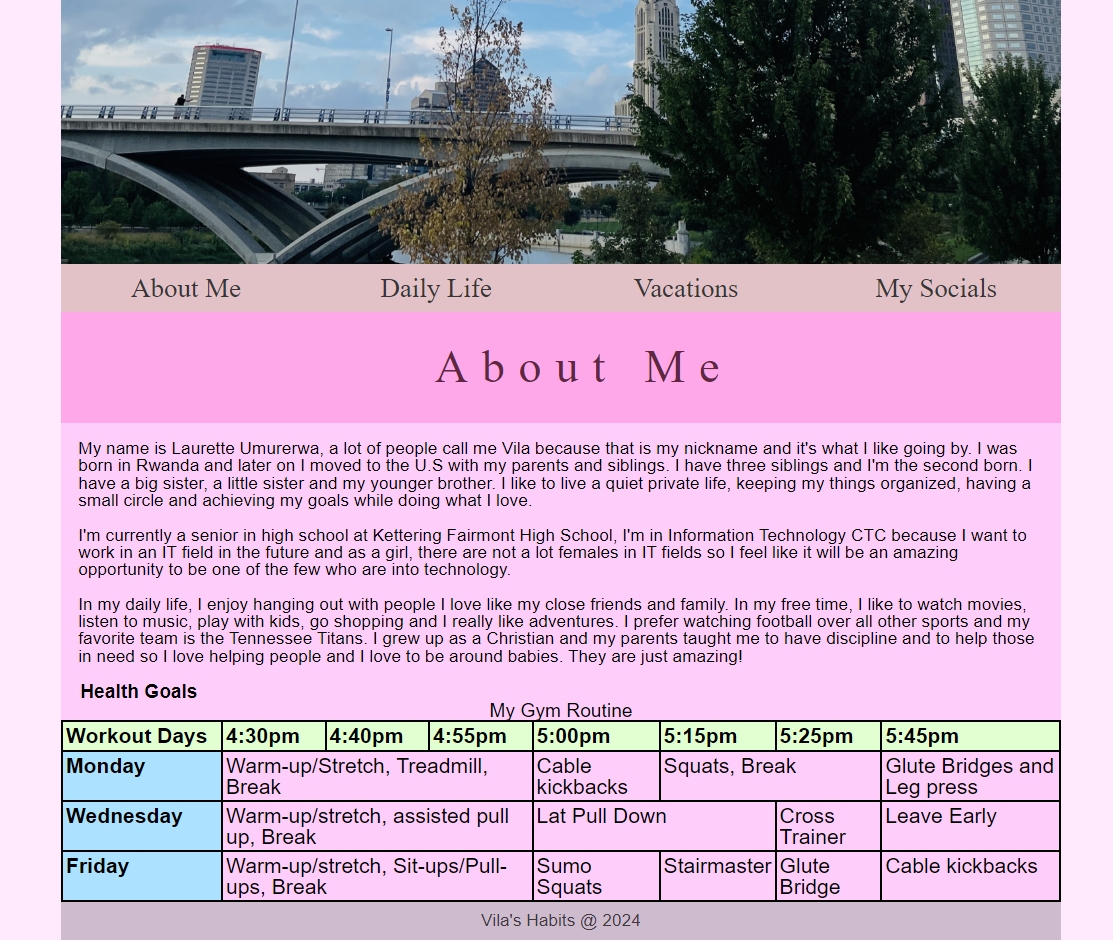 About Me Daily Life Vacations My Socials
About Me
My name is Laurette Umurerwa, a lot of people call me Vila because that is my nickname and it's what I like going by. I was
born in Rwanda and later on I moved to the U.S with my parents and siblings. I have three siblings and I'm the second born. I
have a big sister, a little sister and my younger brother. I like to live a quiet private life, keeping my things organized, having a
small circle and achieving my goals while doing what I love.
I'm currently a senior in high school at Kettering Fairmont High School, I'm in Information Technology CTC because I want to
work in an IT field in the future and as a girl, there are not a lot females in IT fields so I feel like it will be an amazing
opportunity to be one of the few who are into technology.
In my daily life, I enjoy hanging out with people I love like my close friends and family. In my free time, I like to watch movies,
listen to music, play with kids, go shopping and I really like adventures. I prefer watching football over all other sports and my
favorite team is the Tennessee Titans. I grew up as a Christian and my parents taught me to have discipline and to help those
in need so I love helping people and I love to be around babies. They are just amazing!
Health Goals
My Gym Routine
Workout Days 4:30pm 4:40pm 4:55pm 5:00pm 5:15pm 5:25pm 5:45pm
Monday Warm-up/Stretch, Treadmill, Cable Squats, Break Glute Bridges and
Break kickbacks Leg press
Wednesday Warm-up/stretch, assisted pull Lat Pull Down Cross Leave Early
up, Break Trainer
Friday Warm-up/stretch, Sit-ups/Pull- Sumo Stairmaster Glute Cable kickbacks
ups, Break Squats Bridge
Vila's Habits @ 2024